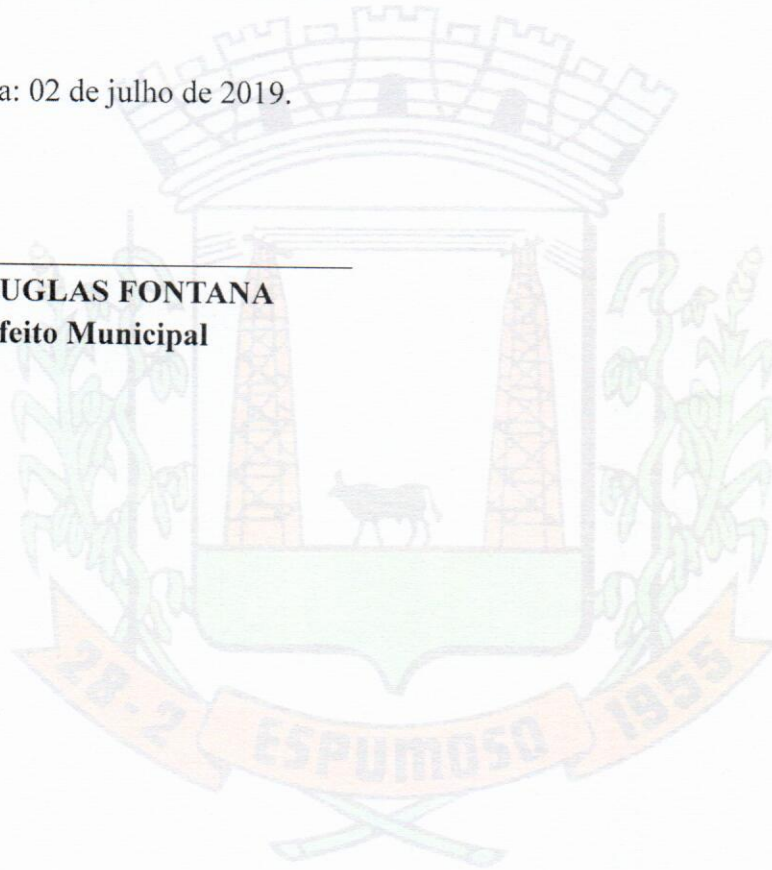 a: 02 de julho de 2019.
UGLAS FONTANA
feito Municipal
28-2
ESPUMOSO
1955